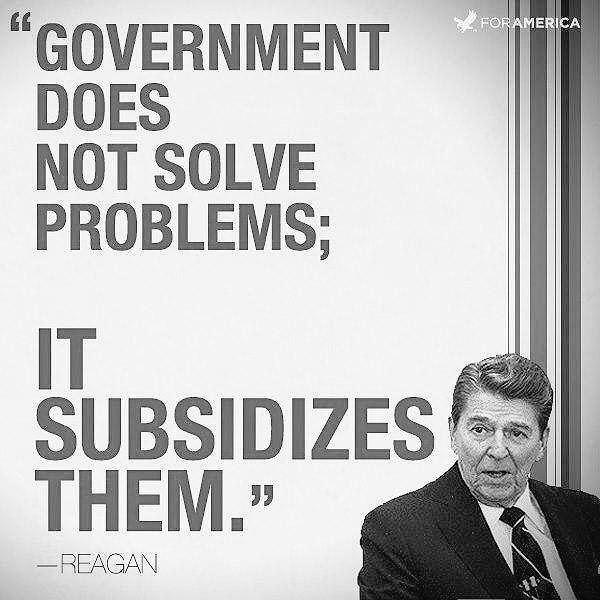 FORAMERICA
“GOVERNMENT
DOES
NOT SOLVE
PROBLEMS;
IT
SUBSIDIZES
THEM.”
—REAGAN